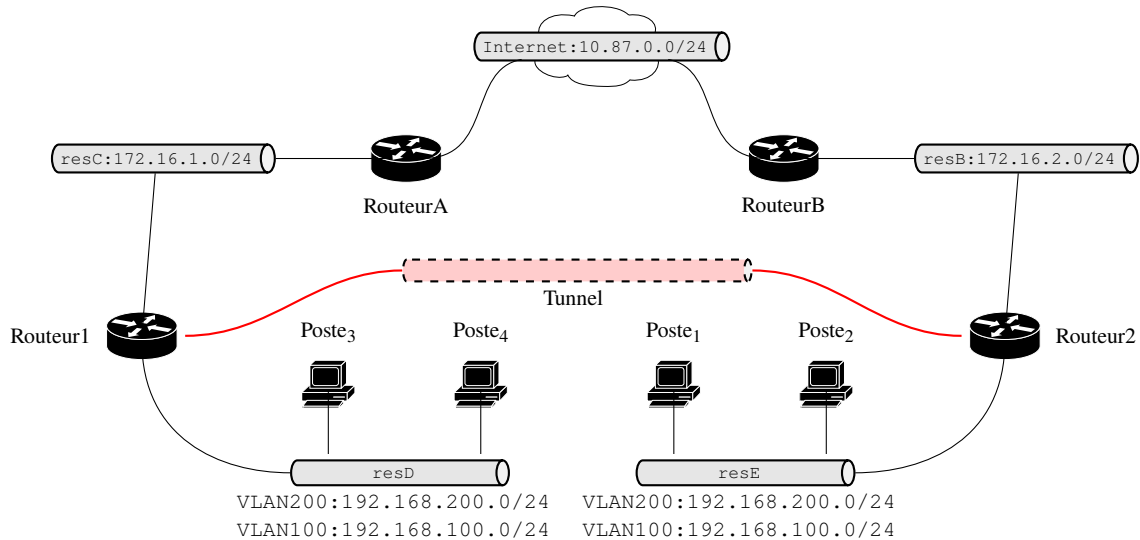 Internet:10.87.0.0/24
resC:172.16.1.0/24
resB:172.16.2.0/24
RouteurA
RouteurB
Tunnel
Routeur1
Poste3
Poste4
Poste1
Poste2
Routeur2
resD
resE
VLAN200:192.168.200.0/24
VLAN200:192.168.200.0/24
VLAN100:192.168.100.0/24
VLAN100:192.168.100.0/24